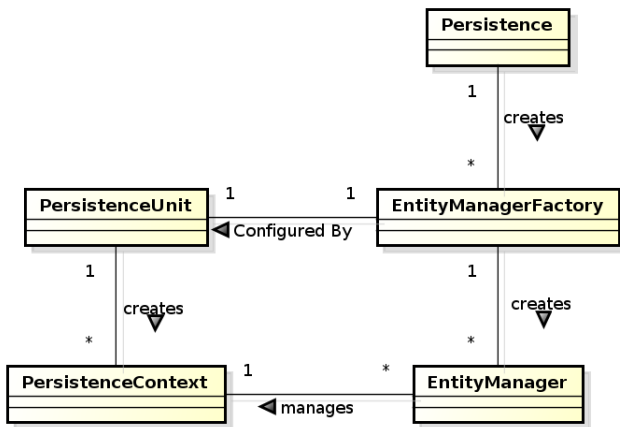 Persistence
1
creates
*
PersistenceUnit
1
1
EntityManagerFactory
Configured By
1
1
creates
creates
*
*
PersistenceContext
1
*
EntityManager
manages